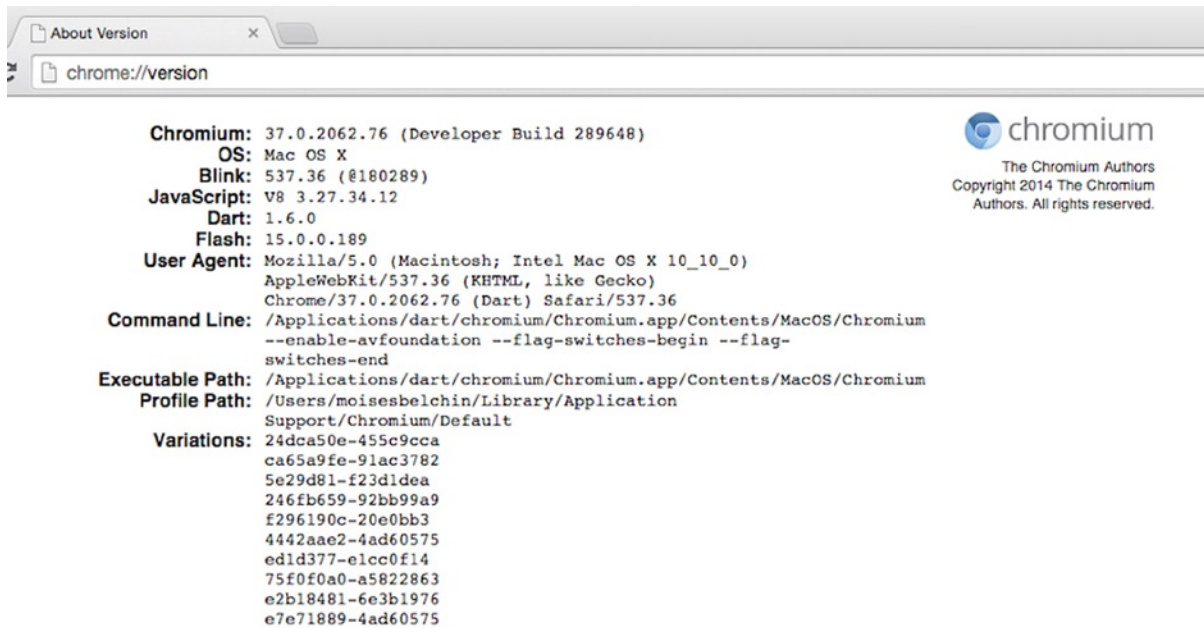 About Version
chrome://version
Chromium: 37.0.2062.76 (Developer Build 289648)
OS: Mac OS X
Blink: 537.36 (@180289)
JavaScript: V8 3.27.34.12
Dart: 1.6.0
Flash: 15.0.0.189
User Agent: Mozilla/5.0 (Macintosh; Intel Mac OS X 10_10_0)
AppleWebKit/537.36 (KHTML, like Gecko)
Chrome/37.0.2062.76 (Dart) Safari/537.36
Command Line: /Applications/dart/chromium/Chromium.app/Contents/MacOS/Chromium
--enable-avfoundation --flag-switches-begin --flag-
switches-end
Executable Path: /Applications/dart/chromium/Chromium.app/Contents/MacOS/Chromium
Profile Path: /Users/moisesbelchin/Library/Application
Support/Chromium/Default
Variations: 24dca50e-455c9cca
ca65a9fe-91ac3782
5e29d81-f23d1dea
246fb659-92bb99a9
f296190c-20e0bb3
4442aae2-4ad60575
ed1d377-e1cc0f14
75f0f0a0-a5822863
e2b18481-6e3b1976
e7e71889-4ad60575
chromium
The Chromium Authors
Copyright 2014 The Chromium
Authors. All rights reserved.